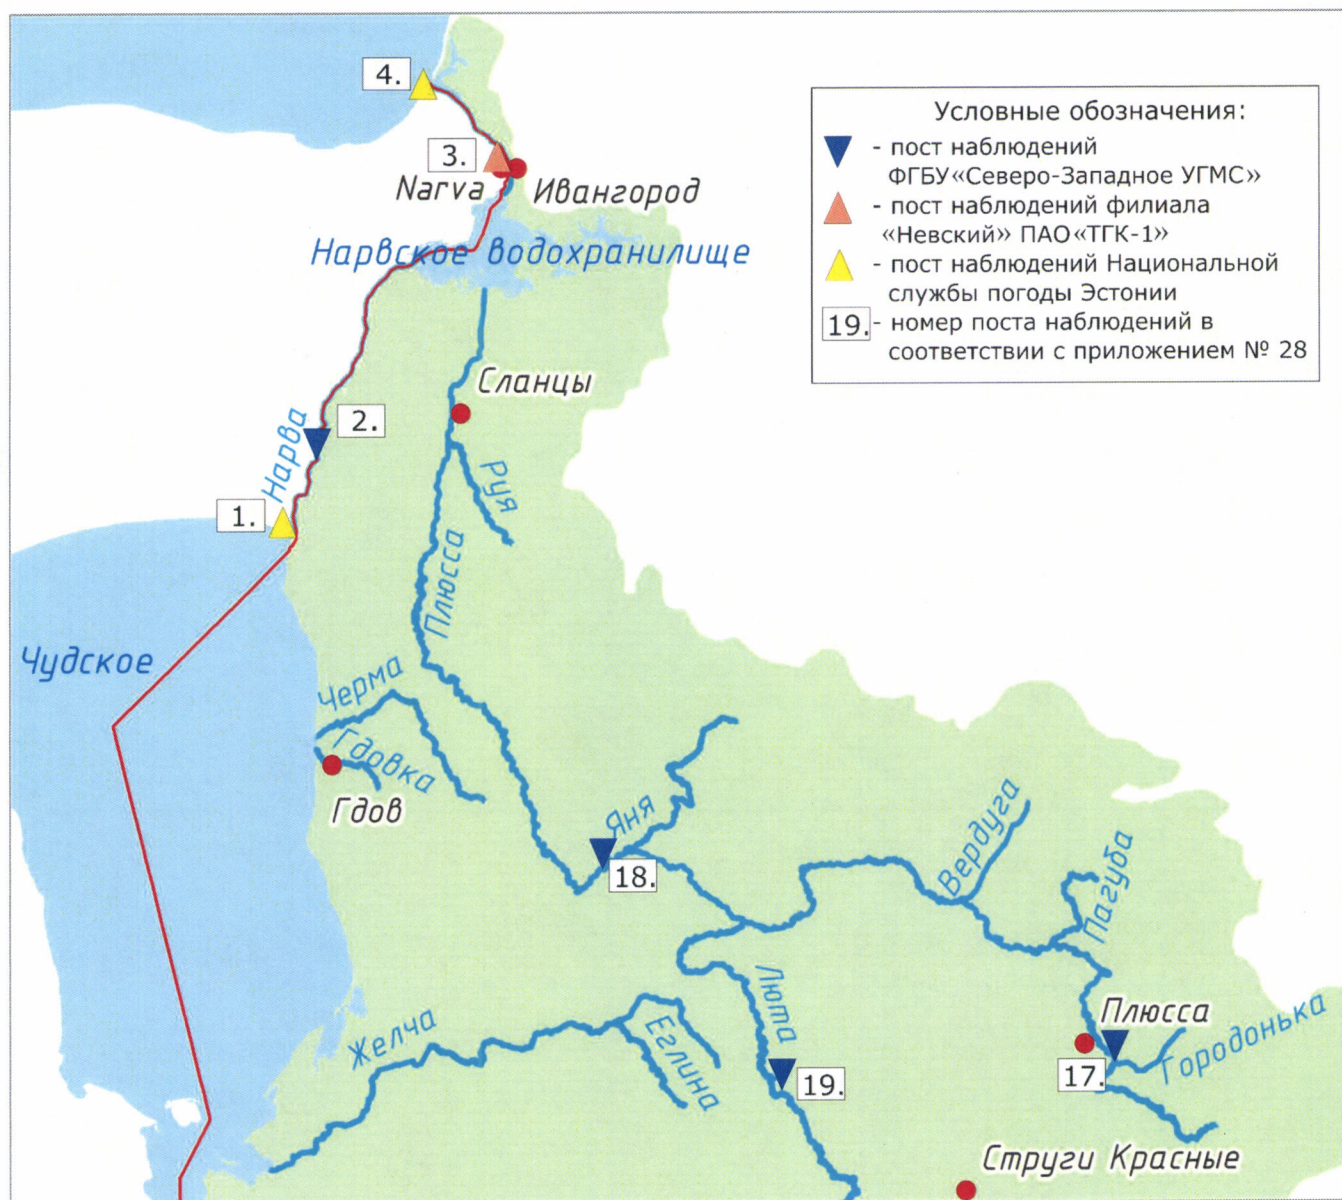 4.
3.
Narva
Ивангород
Нарвское водохранилище
Условные обозначения:
- пост наблюдений
ФГБУ«Северо-Западное УГМС»
- пост наблюдений филиала
«Невский» ПАО«ТГК-1»
- пост наблюдений Национальной
службы погоды Эстонии
19.- номер поста наблюдений в
соответствии с приложением № 28
Сланцы
2.
Нарва
Руя
1.
Плюсса
Чудское
Черма
Гдовка
Гдов
Яня
18.
Вердуга
Пагуба
Люта
Плюсса
Городонька
Желча
Еглина
19.
17.
Струги Красные